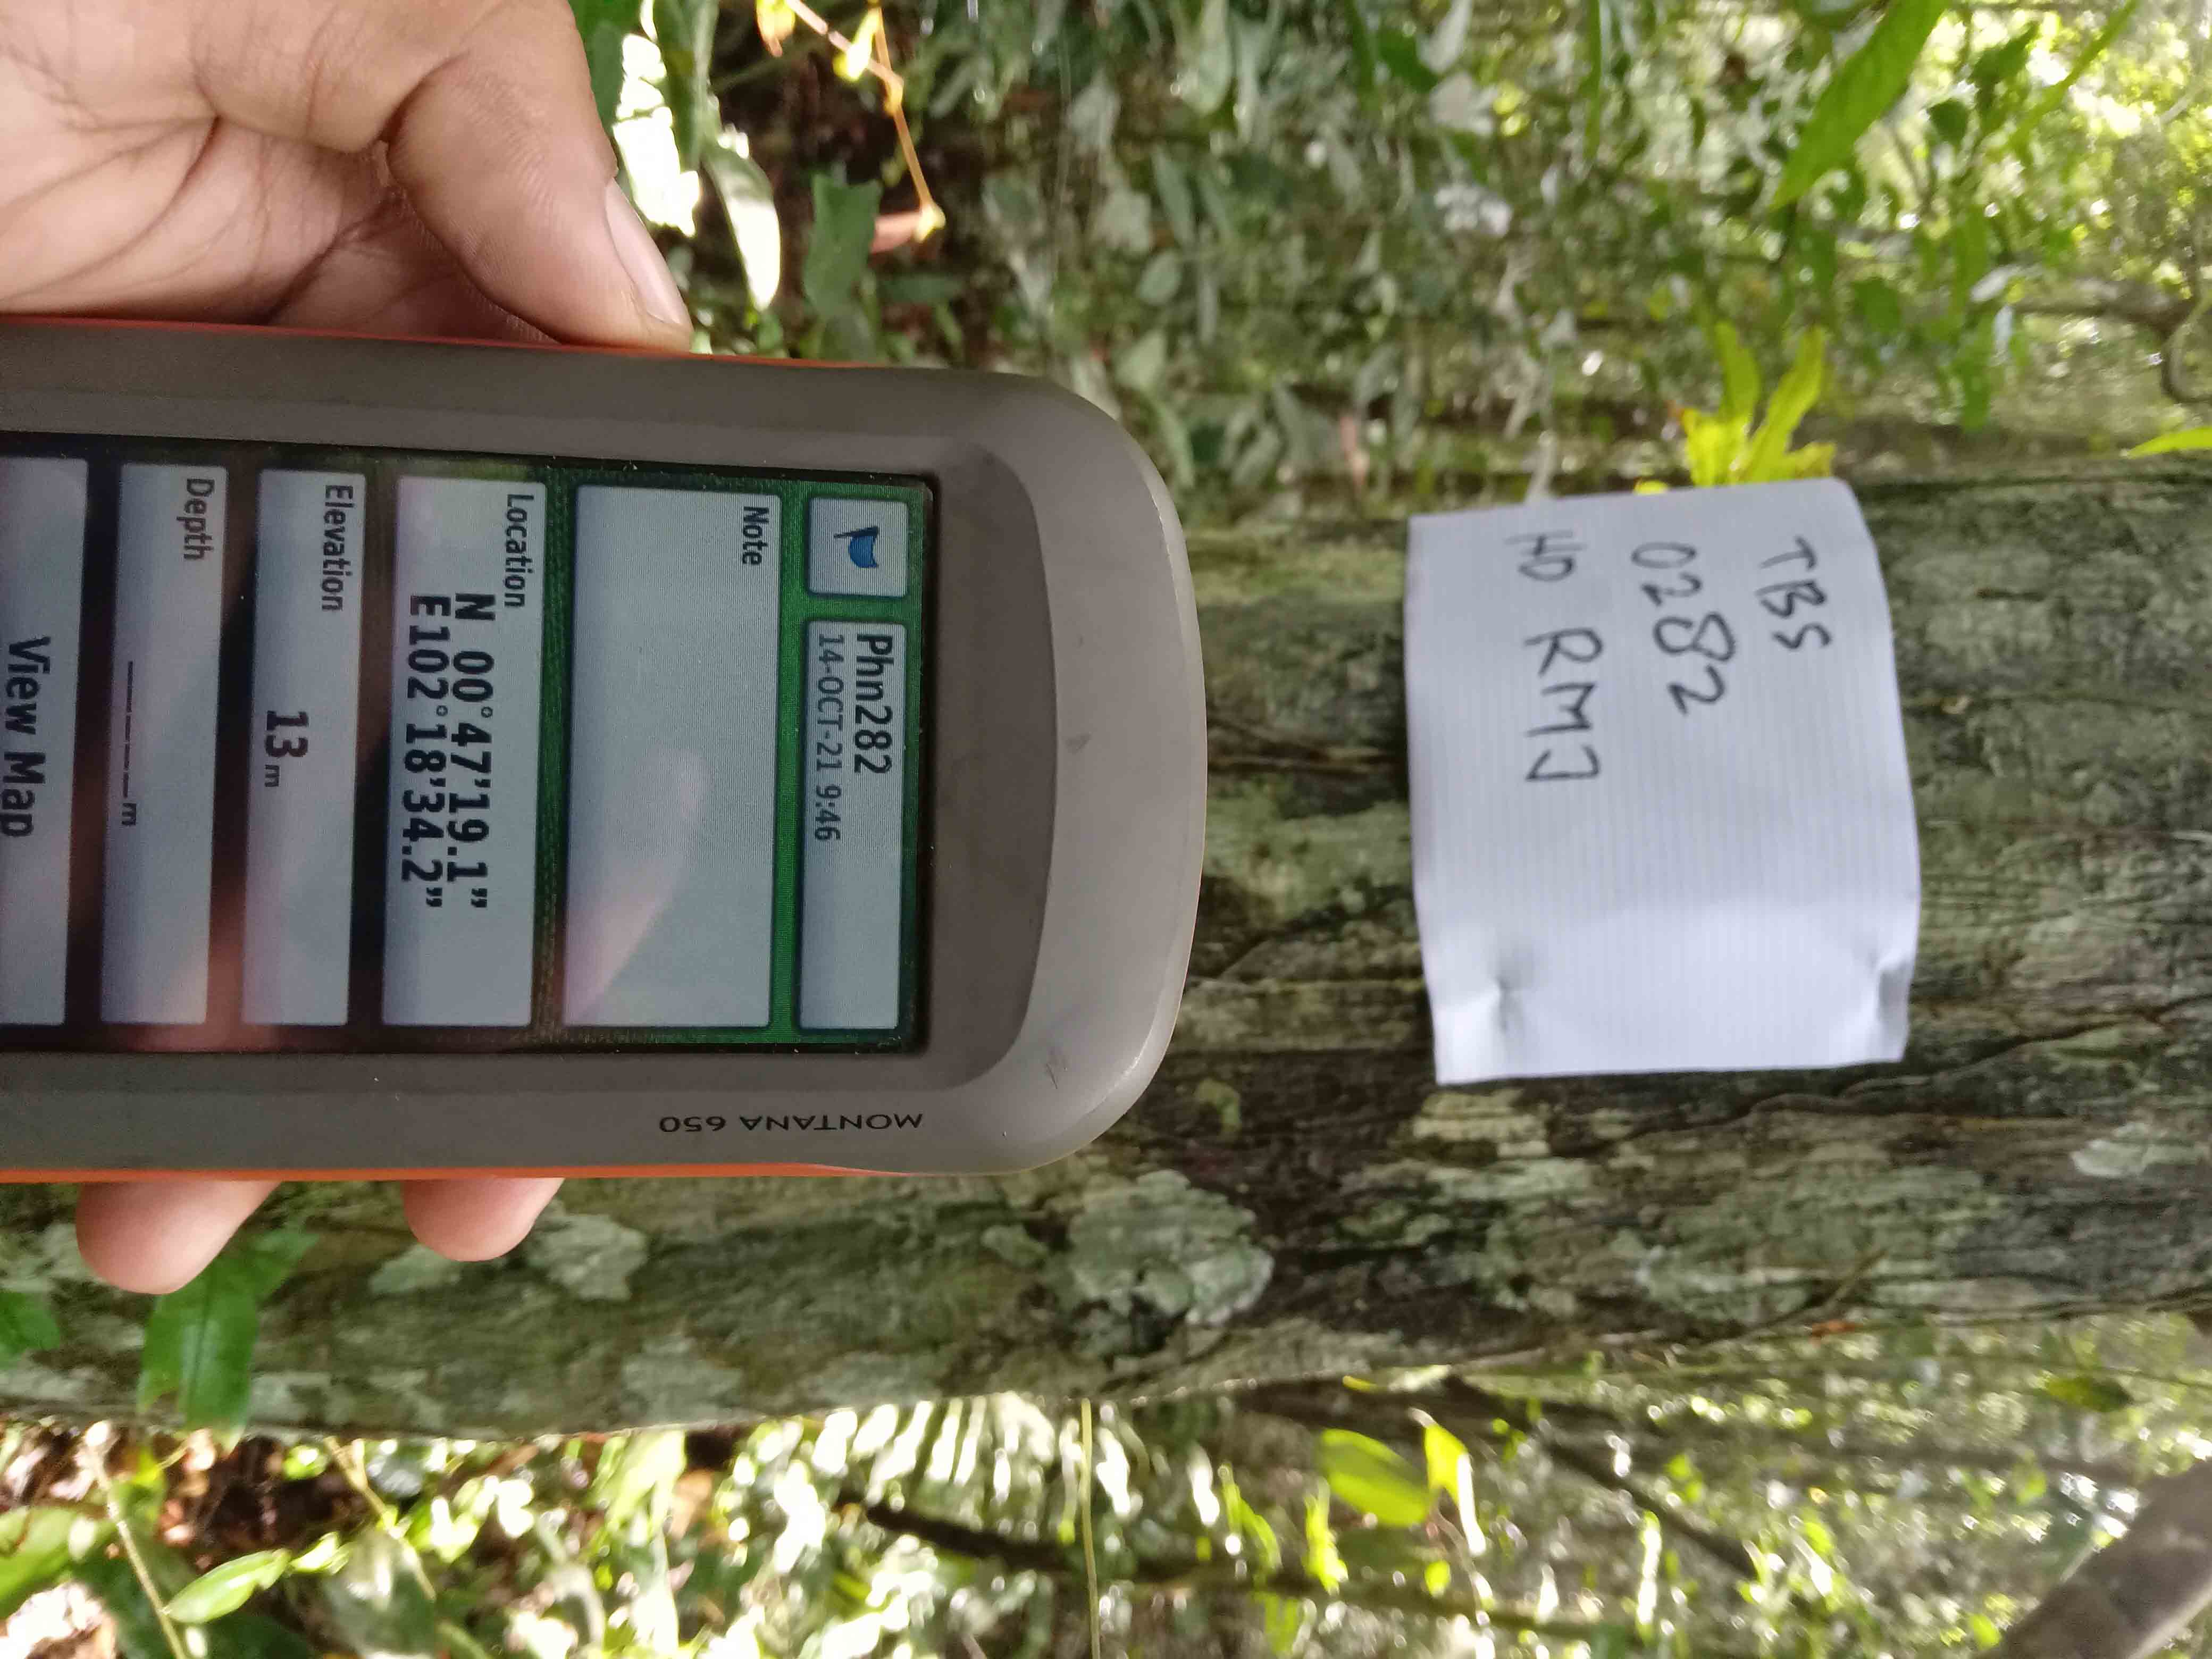 TBS
0282
HD RMJ
MONTANA 650
Phn282
14-OCT-21 9:46
Note
Location
N 00°47'19.1"
E102°18'34.2"
Elevation
13m
Depth
_____m
View Map